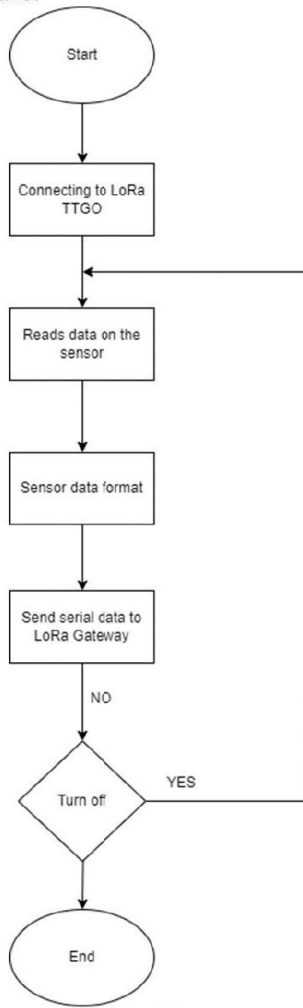 Start
Connecting to LoRa
TTGO
Reads data on the
sensor
Sensor data format
Send serial data to
LoRa Gateway
NO
Turn off
YES
End